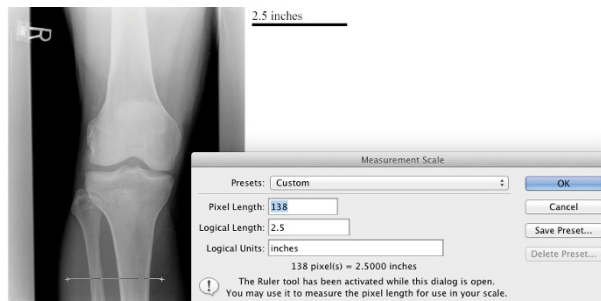 R
2.5 inches
Measurement Scale
Presets: Custom
OK
Pixel Length: 138
Cancel
Logical Length: 2.5
Save Preset...
Logical Units: inches
Delete Preset...
138 pixel(s) = 2.5000 inches
The Ruler tool has been activated while this dialog is open.
You may use it to measure the pixel length for use in your scale.